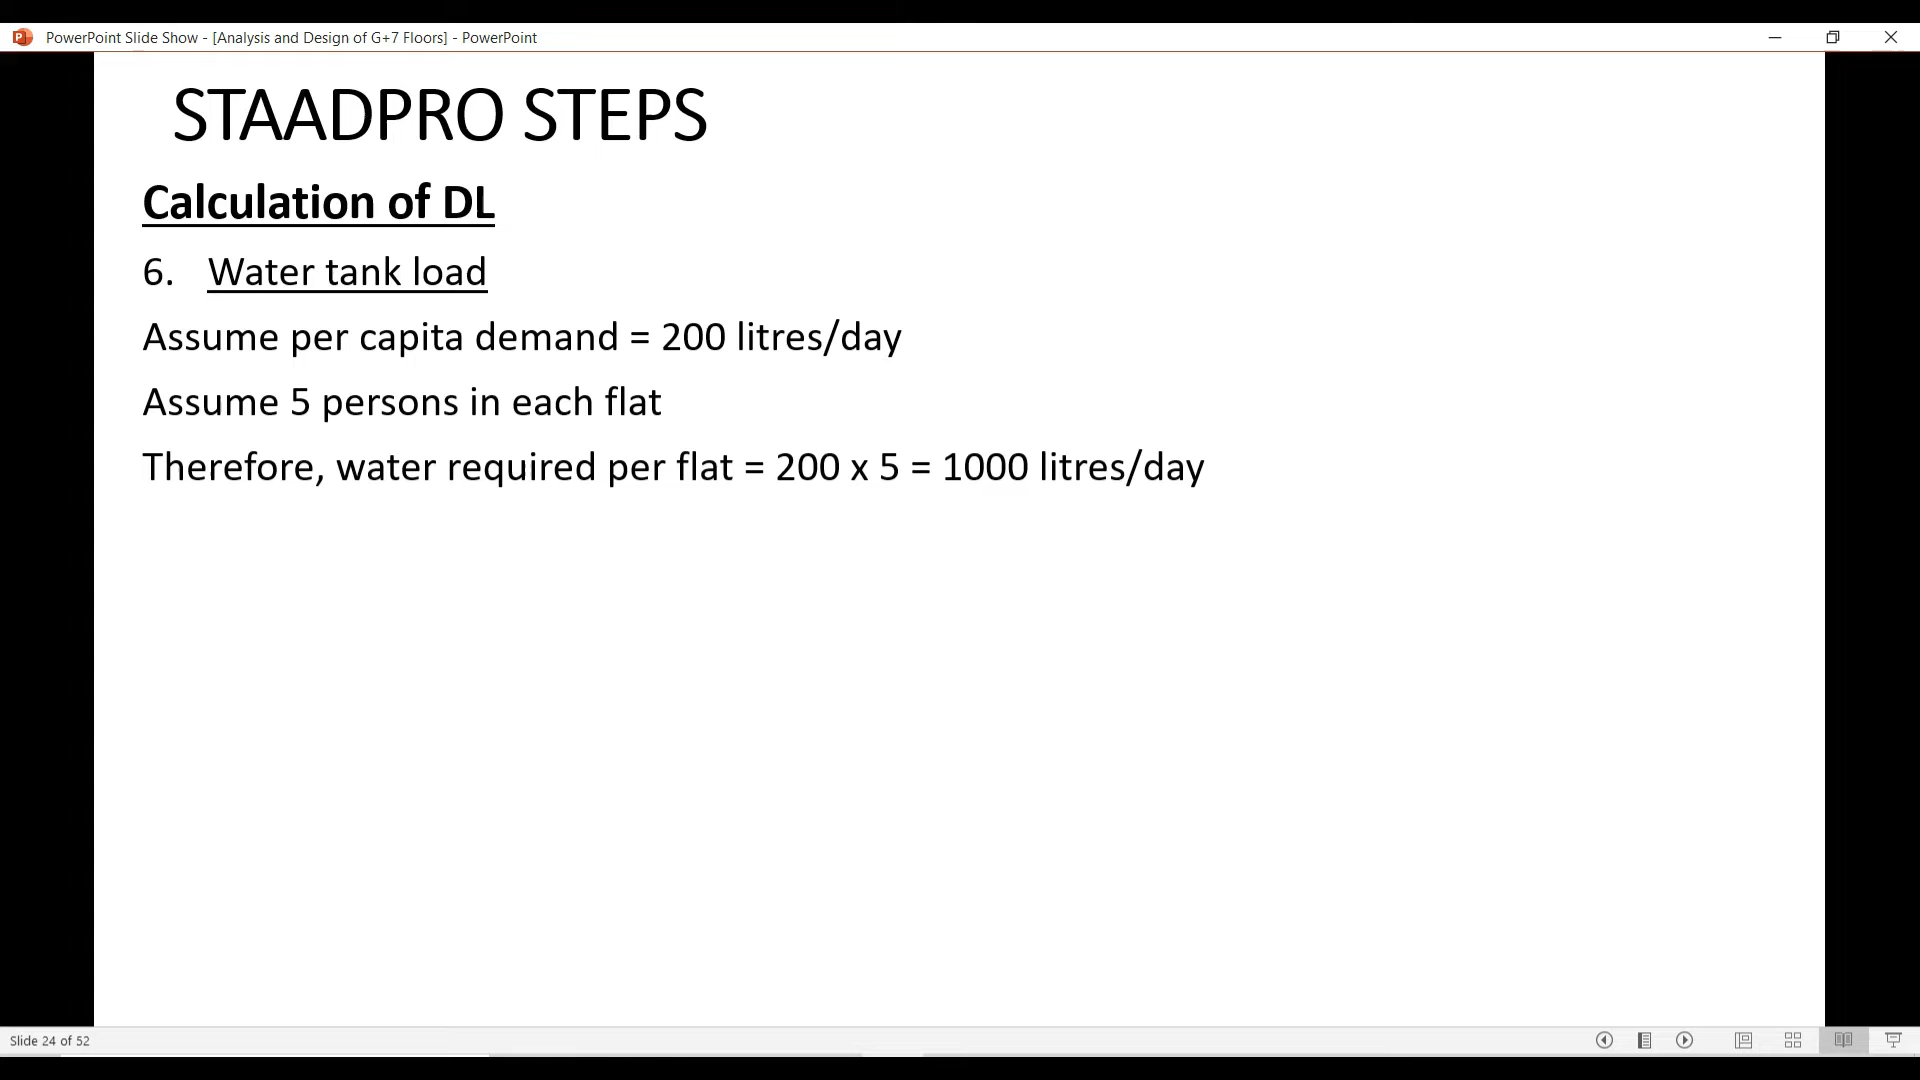 PowerPoint Slide Show - [Analysis and Design of G+7 Floors] - PowerPoint
STAADPRO STEPS
Calculation of DL
6. Water tank load
Assume per capita demand = 200 litres/day
Assume 5 persons in each flat
Therefore, water required per flat = 200 x 5 = 1000 litres/day
Slide 24 of 52